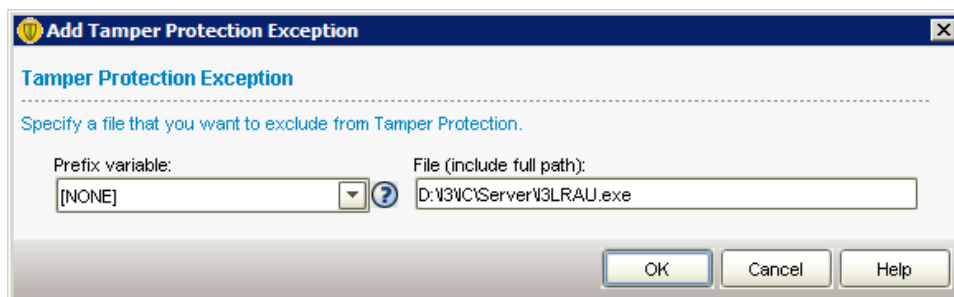 Add Tamper Protection Exception
Tamper Protection Exception
Specify a file that you want to exclude from Tamper Protection.
Prefix variable:
File (include full path):
[NONE]
D:\I3\IC\Server\I3LRAU.exe
OK
Cancel
Help